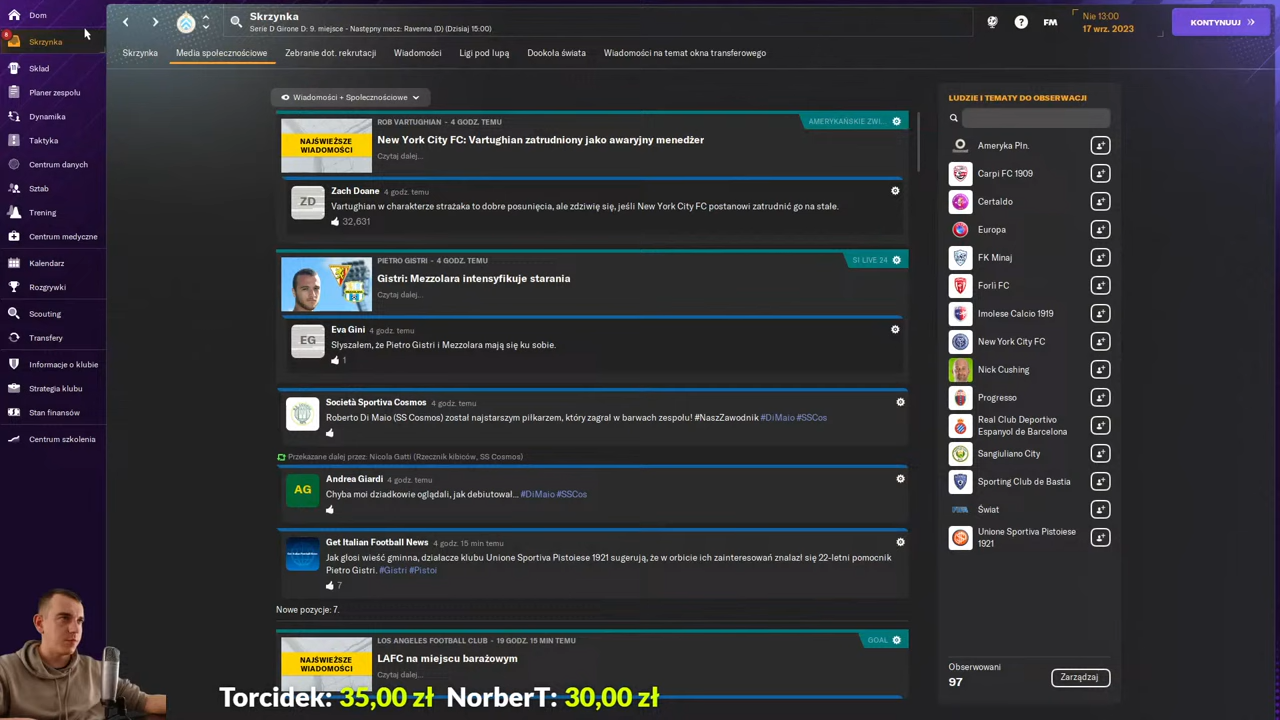 Dom
8
Skrzynka
Skład
Planer zespołu
Dynamika
Taktyka
Centrum danych
Sztab
Trening
Centrum medyczne
Kalendarz
Rozgrywki
Scouting
Transfery
Informacje o klubie
Strategia klubu
Stan finansów
Centrum szkolenia
Skrzynka
Serie D Girone D: 9. miejsce - Następny mecz: Ravenna (D) (Dzisiaj 15:00)
FM
Nie 13:00
17 wrz. 2023
KONTYNUUJ
Skrzynka
Media społecznościowe
Zebranie dot. rekrutacji
Wiadomości
Ligi pod lupą
Dookoła świata
Wiadomości na temat okna transferowego
Wiadomości + Społecznościowe
ROB VARTUGHIAN - 4 GODZ. TEMU
AMERYKAŃSKIE ZWI...
NAJŚWIEŻSZE
WIADOMOŚCI
New York City FC: Vartughian zatrudniony jako awaryjny menedżer
Czytaj dalej...
ZD
Zach Doane 4 godz. temu
Vartughian w charakterze strażaka to dobre posunięcia, ale zdziwię się, jeśli New York City FC postanowi zatrudnić go na stałe.
32,631
PIETRO GISTRI - 4 GODZ. TEMU
SI LIVE 24
Gistri: Mezzolara intensyfikuje starania
Czytaj dalej...
EG
Eva Gini 4 godz. temu
Słyszałem, że Pietro Gistri i Mezzolara mają się ku sobie.
1
Società Sportiva Cosmos 4 godz. temu
Roberto Di Maio (SS Cosmos) został najstarszym piłkarzem, który zagrał w barwach zespołu! #NaszZawodnik #DiMaio #SSCos
Przekazane dalej przez: Nicola Gatti (Rzecznik kibiców, SS Cosmos)
AG
Andrea Giardi 4 godz. temu
Chyba moi dziadkowie oglądali, jak debiutował... #DiMaio #SSCos
Get Italian Football News 4 godz. 15 min temu
Jak głosi wieść gminna, działacze klubu Unione Sportiva Pistoiese 1921 sugerują, że w orbicie ich zainteresowań znalazł się 22-letni pomocnik
Pietro Gistri. #Gistri #Pistoi
7
Nowe pozycje: 7.
LOS ANGELES FOOTBALL CLUB - 19 GODZ. 15 MIN TEMU
GOAL
NAJŚWIEŻSZE
WIADOMOŚCI
LAFC na miejscu barażowym
Czytaj dalej...
LUDZIE I TEMATY DO OBSERWACJI
Ameryka Płn.
Carpi FC 1909
Certaldo
Europa
FK Minaj
Forlì FC
Imolese Calcio 1919
New York City FC
Nick Cushing
Progresso
Real Club Deportivo
Espanyol de Barcelona
Sangiuliano City
Sporting Club de Bastia
Świat
Unione Sportiva Pistoiese
1921
Obserwowani
97
Zarządzaj
Torcidek: 35,00 zł NorberT: 30,00 zł